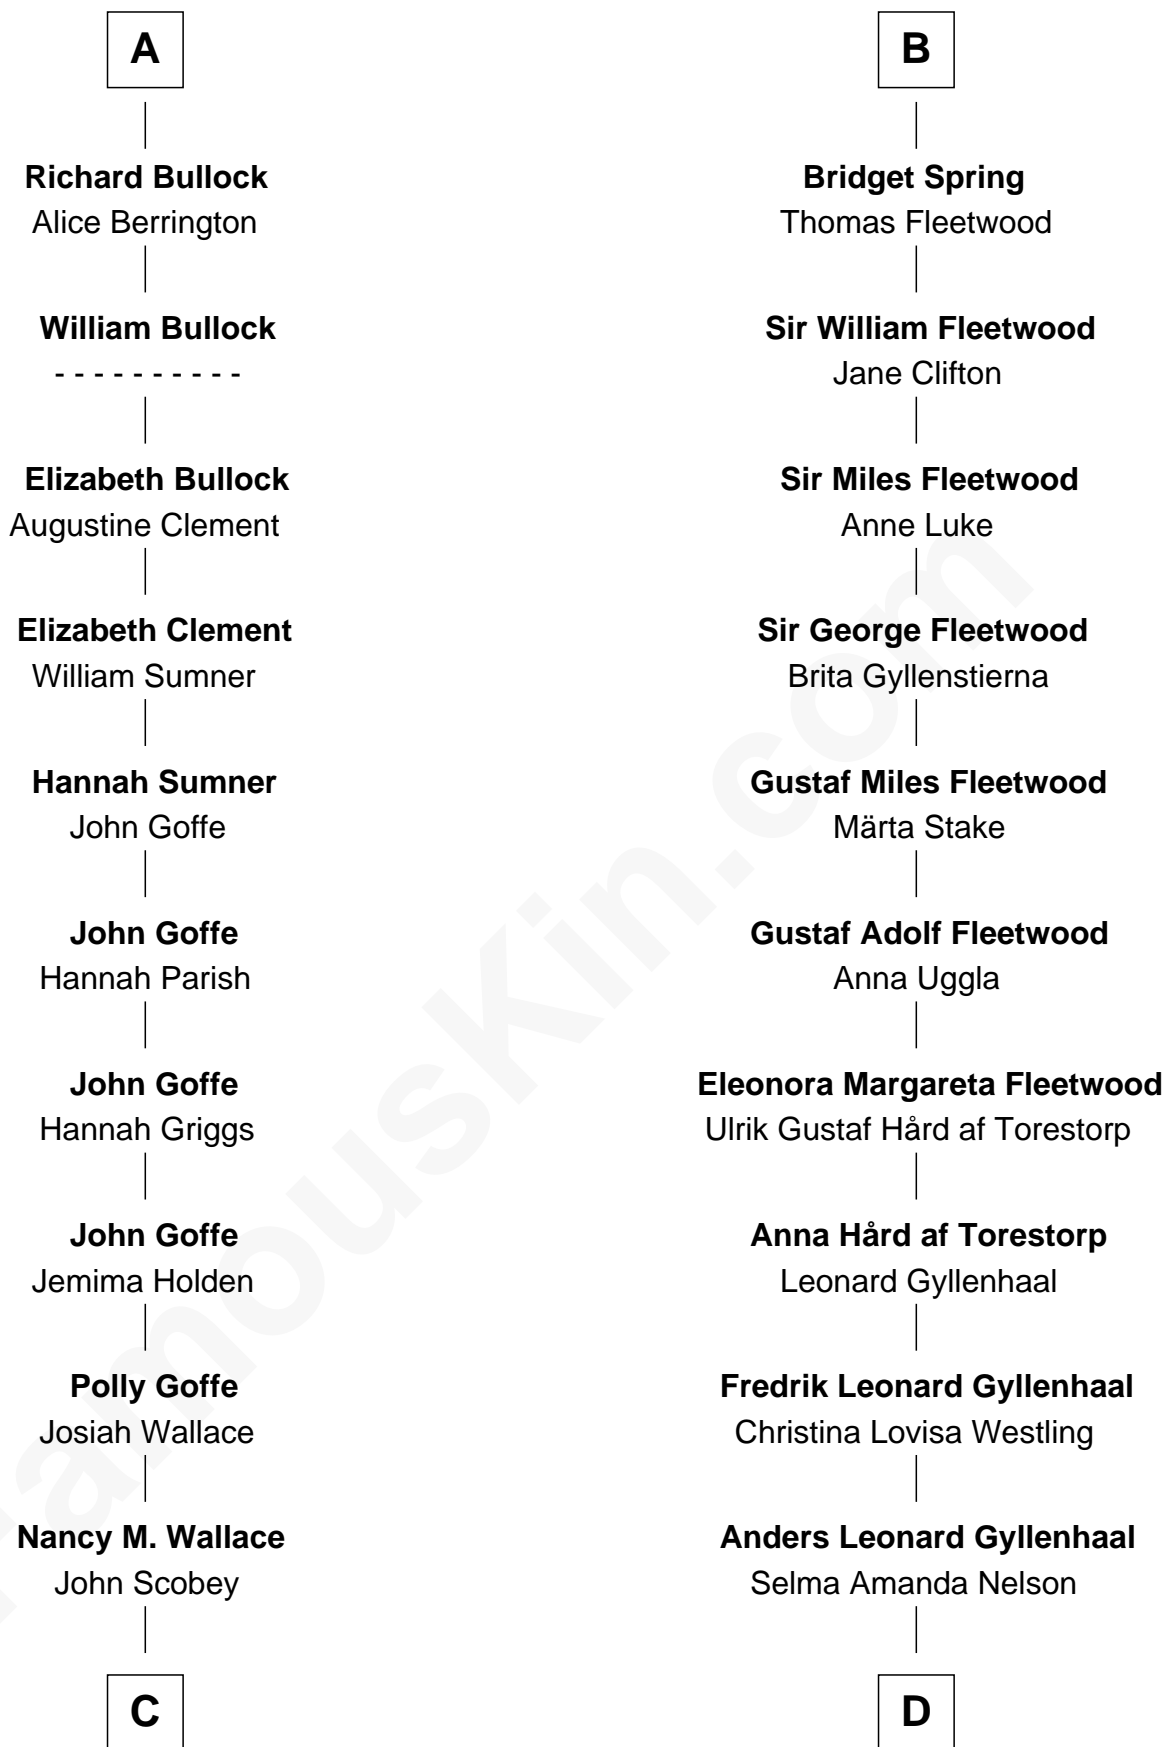 A
Richard Bullock
Alice Berrington
William Bullock
- - - - - - - - - -
Elizabeth Bullock
Augustine Clement
Elizabeth Clement
William Sumner
Hannah Sumner
John Goffe
John Goffe
Hannah Parish
John Goffe
Hannah Griggs
John Goffe
Jemima Holden
Polly Goffe
Josiah Wallace
Nancy M. Wallace
John Scobey
C
B
Bridget Spring
Thomas Fleetwood
Sir William Fleetwood
Jane Clifton
Sir Miles Fleetwood
Anne Luke
Sir George Fleetwood
Brita Gyllenstierna
Gustaf Miles Fleetwood
Märta Stake
Gustaf Adolf Fleetwood
Anna Uggla
Eleonora Margareta Fleetwood
Ulrik Gustaf Hård af Torestorp
Anna Hård af Torestorp
Leonard Gyllenhaal
Fredrik Leonard Gyllenhaal
Christina Lovisa Westling
Anders Leonard Gyllenhaal
Selma Amanda Nelson
D
FamousKin.com